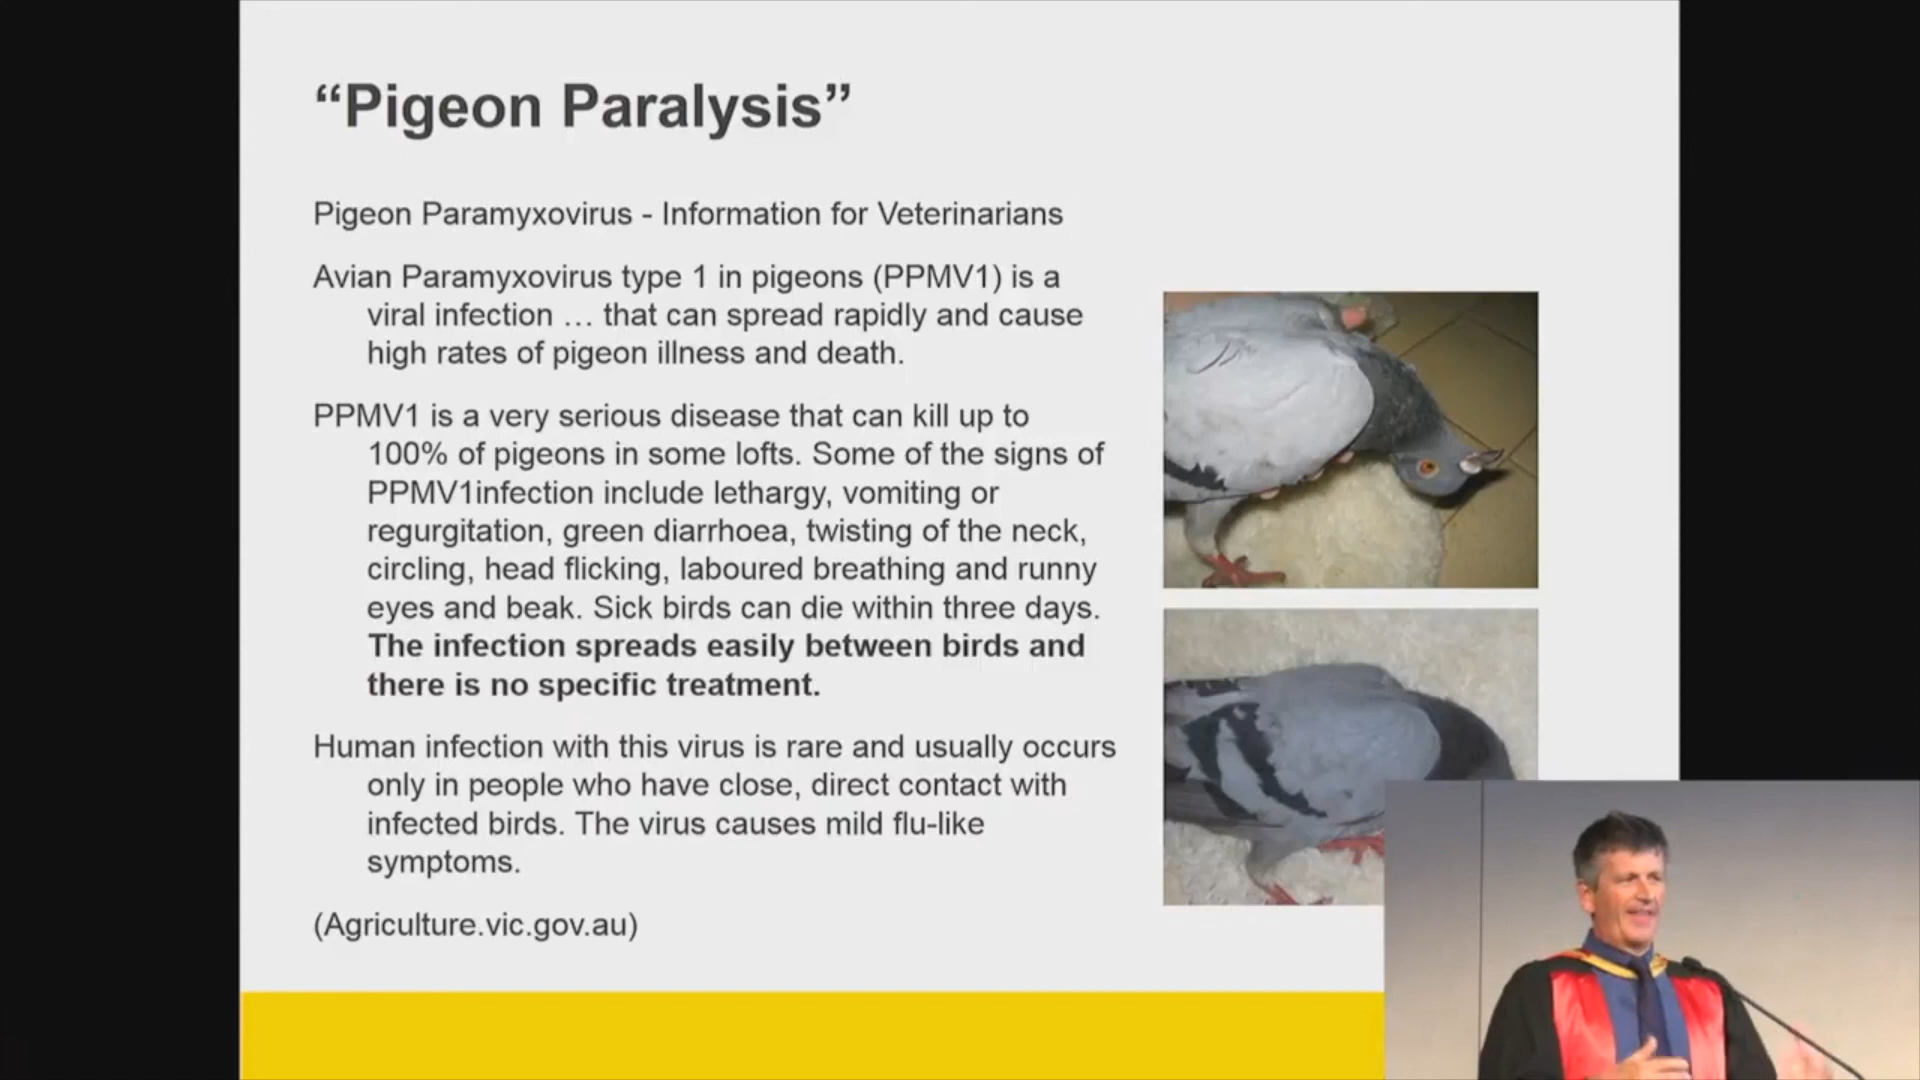 “Pigeon Paralysis”
Pigeon Paramyxovirus - Information for Veterinarians
Avian Paramyxovirus type 1 in pigeons (PPMV1) is a
viral infection … that can spread rapidly and cause
high rates of pigeon illness and death.
PPMV1 is a very serious disease that can kill up to
100% of pigeons in some lofts. Some of the signs of
PPMV1infection include lethargy, vomiting or
regurgitation, green diarrhoea, twisting of the neck,
circling, head flicking, laboured breathing and runny
eyes and beak. Sick birds can die within three days.
The infection spreads easily between birds and
there is no specific treatment.
Human infection with this virus is rare and usually occurs
only in people who have close, direct contact with
infected birds. The virus causes mild flu-like
symptoms.
(Agriculture.vic.gov.au)